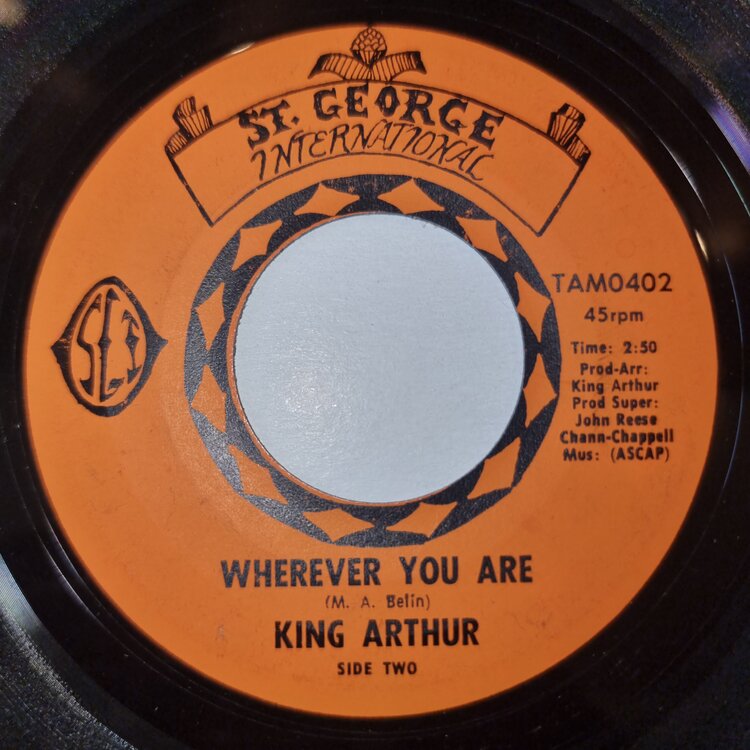 ST. GEORGE
INTERNATIONAL
SGI
TAM0402
45rpm
Time: 2:50
Prod-Arr:
King Arthur
Prod Super:
John Reese
Chann-Chappell
Mus: (ASCAP)
WHEREVER YOU ARE
(M. A. Belin)
KING ARTHUR
SIDE TWO